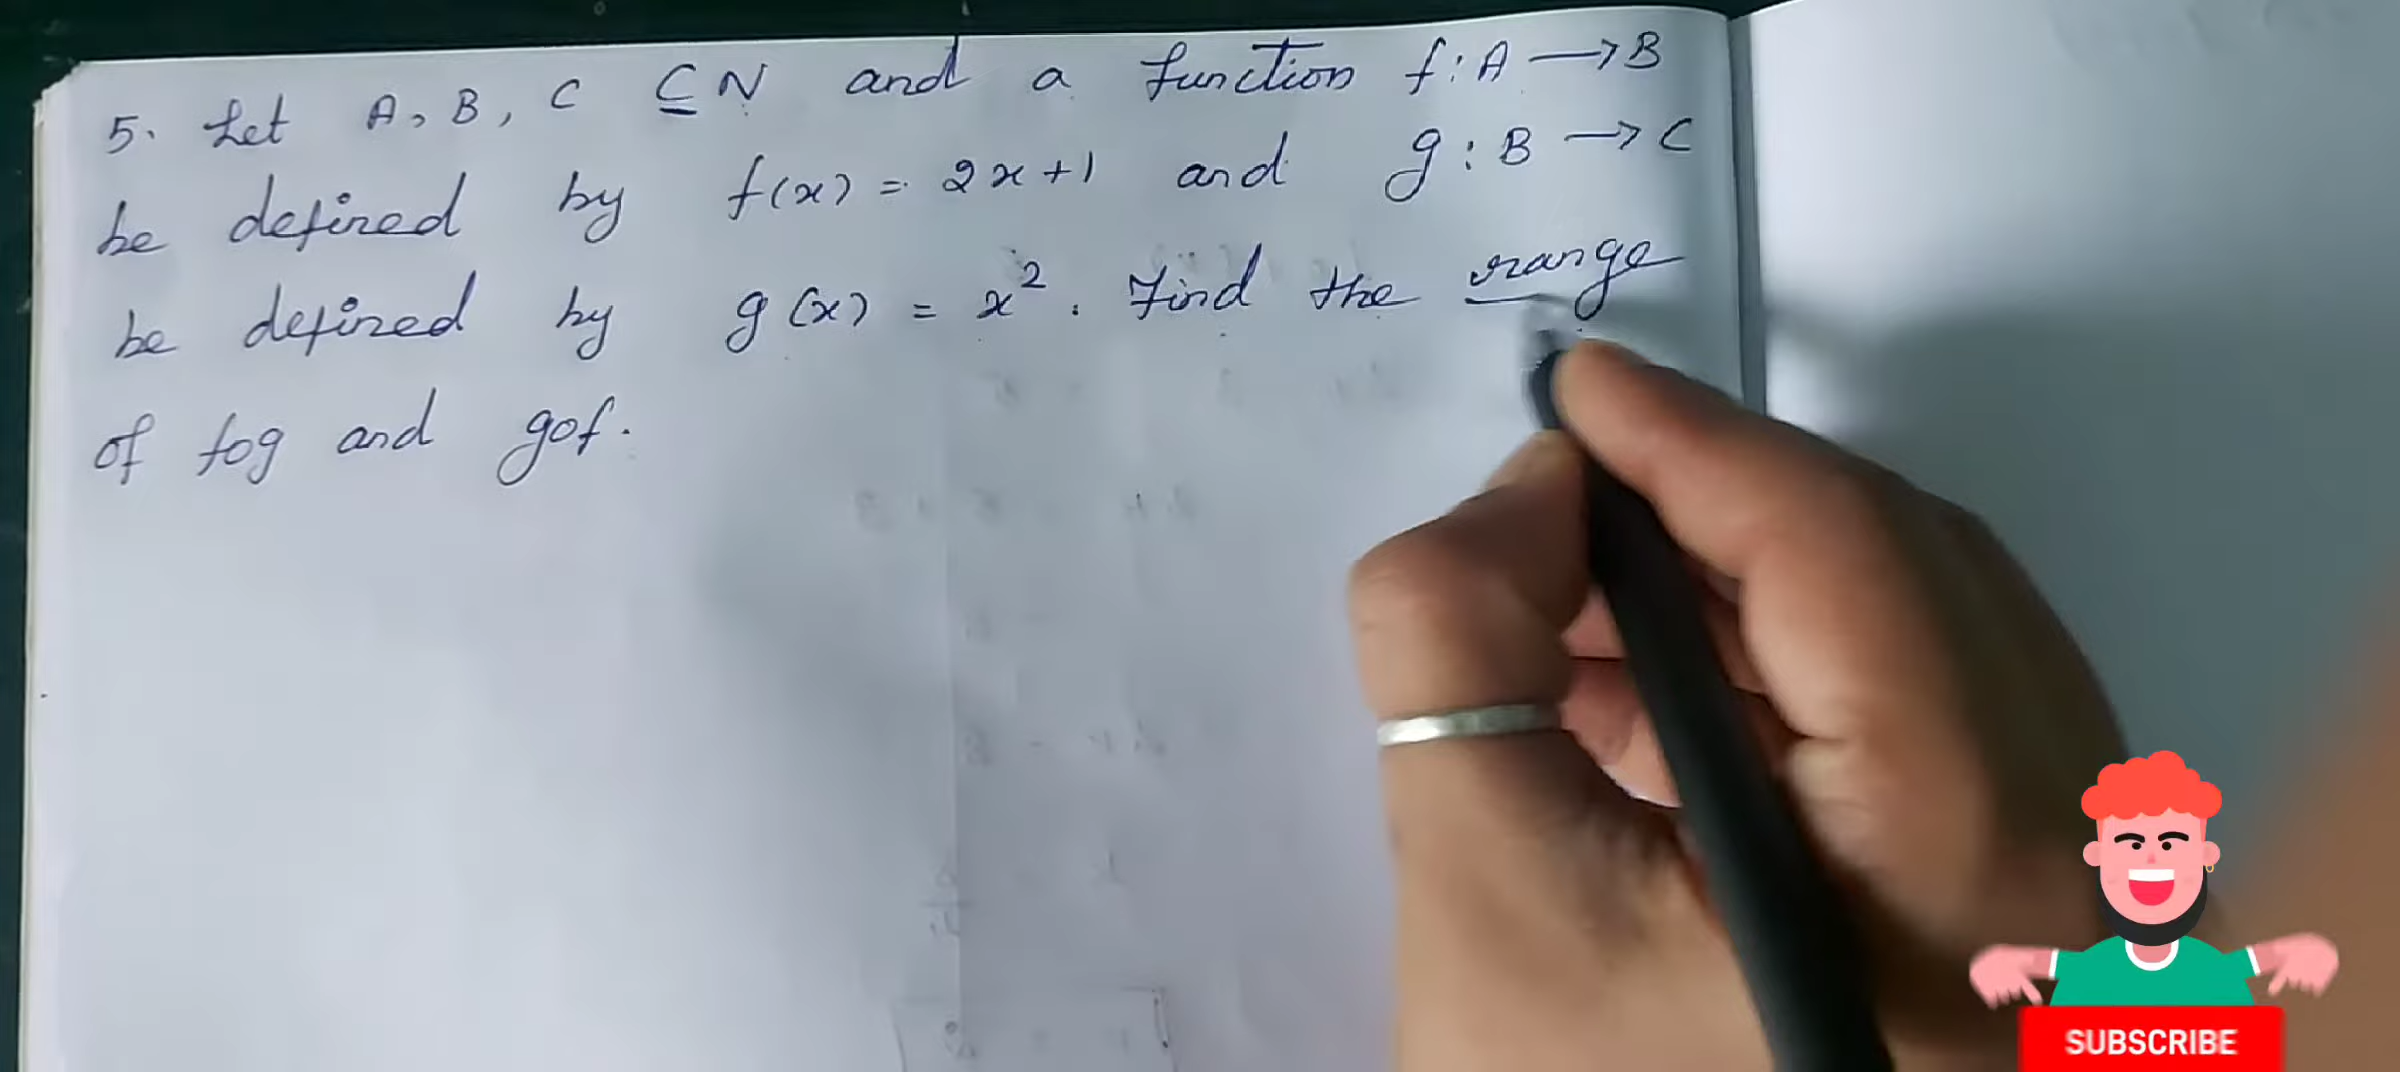 5. Let A, B, C ⊆ N and a function f: A → B
be defined by f(x) = 2x+1 and g: B → C
be defined by g(x) = x². Find the range
of fog and gof.
SUBSCRIBE